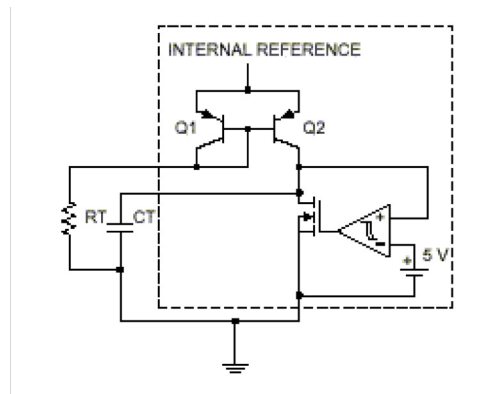 INTERNAL REFERENCE
Q1 Q2
RT CT
+
-
+ 5 V